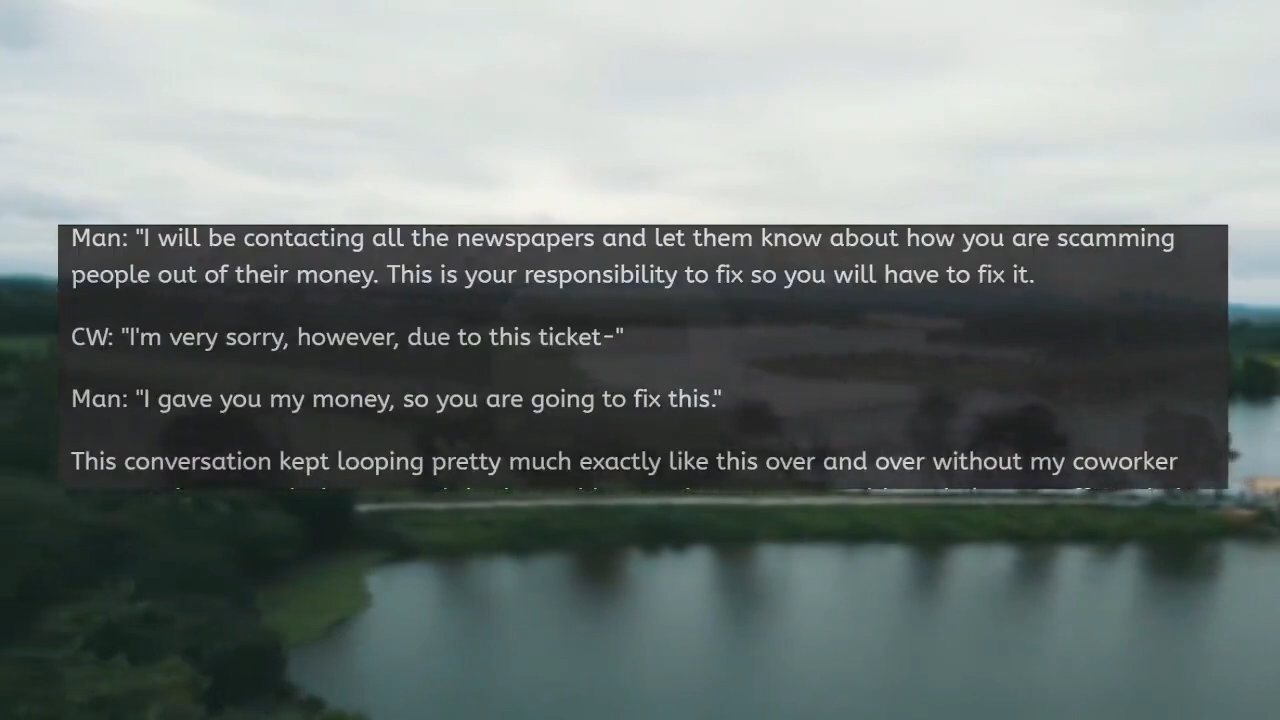 Man: "I will be contacting all the newspapers and let them know about how you are scamming
people out of their money. This is your responsibility to fix so you will have to fix it.
CW: "I'm very sorry, however, due to this ticket-"
Man: "I gave you my money, so you are going to fix this."
This conversation kept looping pretty much exactly like this over and over without my coworker